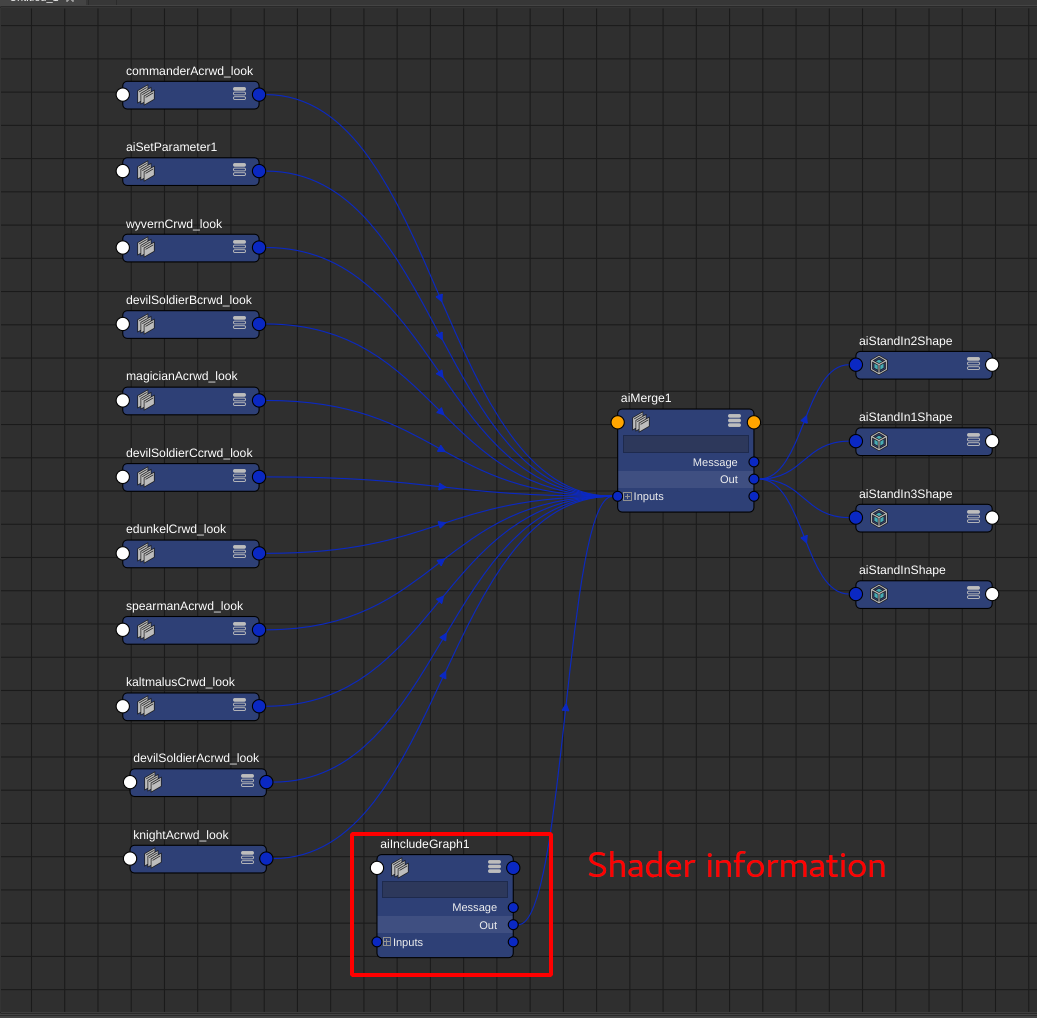 commanderAcrwd_look
aiSetParameter1
wyvernCrwd_look
devilSoldierBcrwd_look
magicianAcrwd_look
devilSoldierCcrwd_look
edunkelCrwd_look
spearmanAcrwd_look
kaltmalusCrwd_look
devilSoldierAcrwd_look
knightAcrwd_look
aiIncludeGraph1
Message
Out
Inputs
Shader information
aiMerge1
Message
Out
Inputs
aiStandIn2Shape
aiStandIn1Shape
aiStandIn3Shape
aiStandInShape